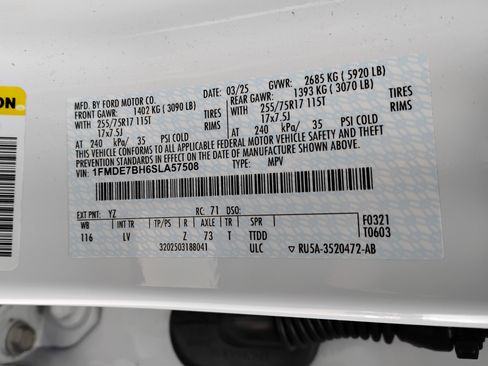 ON
MFD. BY FORD MOTOR CO. DATE: 03/25 GVWR: 2685 KG ( 5920 LB)
FRONT GAWR: 1402 KG ( 3090 LB) REAR GAWR: 1393 KG ( 3070 LB)
WITH 255/75R17 115T TIRES WITH 255/75R17 115T TIRES
17x7.5J RIMS 17x7.5J RIMS
AT 240 kPa/ 35 PSI COLD AT 240 kPa/ 35 PSI COLD
THIS VEHICLE CONFORMS TO ALL APPLICABLE FEDERAL MOTOR VEHICLE SAFETY AND THEFT
PREVENTION STANDARDS IN EFFECT ON THE DATE OF MANUFACTURE SHOWN ABOVE.
VIN: 1FMDE7BH6SLA57508 TYPE: MPV
EXT PNT: YZ RC: 71 DSO: F0321
WB INT TR TP/PS R AXLE TR SPR T0603
116 LV Z 73 T TTDD
3202503188041 ULC RU5A-3520472-AB